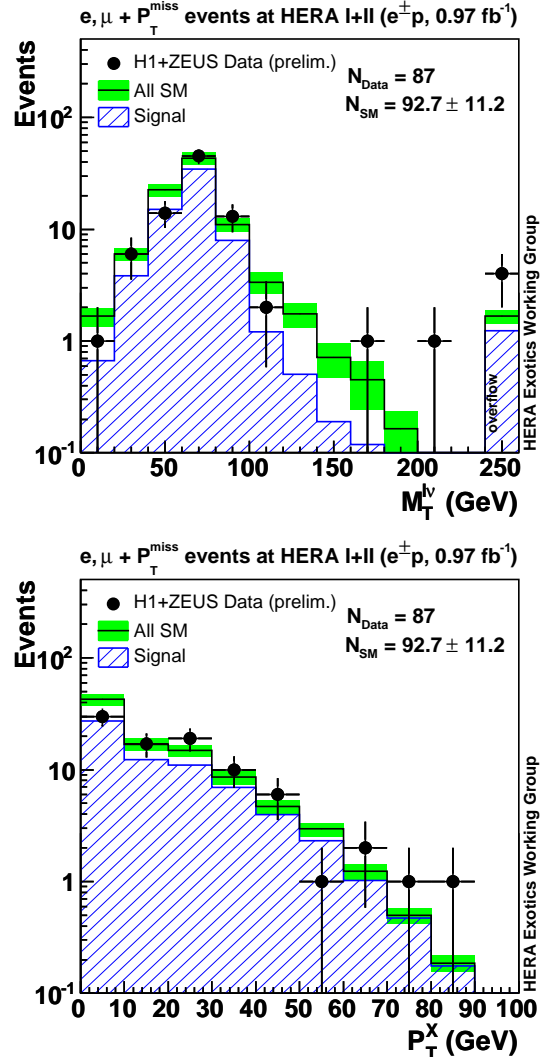 e, μ + P_T^miss events at HERA I+II (e^±p, 0.97 fb^-1)
Events
H1+ZEUS Data (prelim.)
All SM
Signal
N_Data = 87
N_SM = 92.7 ± 11.2
10^2
10
1
10^-1
overflow
0 50 100 150 200 250
M_T^lν (GeV)
HERA Exotics Working Group
e, μ + P_T^miss events at HERA I+II (e^±p, 0.97 fb^-1)
Events
H1+ZEUS Data (prelim.)
All SM
Signal
N_Data = 87
N_SM = 92.7 ± 11.2
10^2
10
1
10^-1
0 10 20 30 40 50 60 70 80 90 100
P_T^X (GeV)
HERA Exotics Working Group